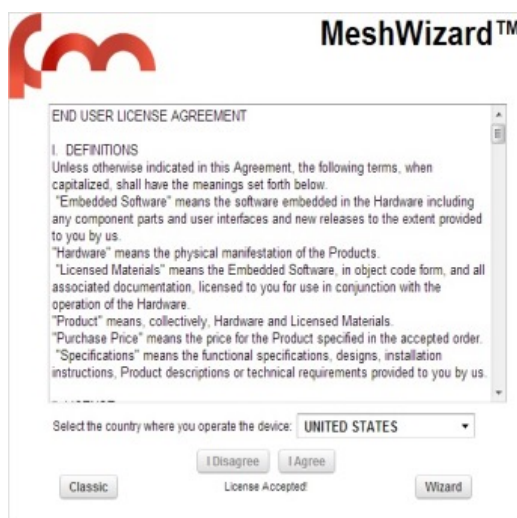 MeshWizard™
END USER LICENSE AGREEMENT
I. DEFINITIONS
Unless otherwise indicated in this Agreement, the following terms, when
capitalized, shall have the meanings set forth below.
"Embedded Software" means the software embedded in the Hardware including
any component parts and user interfaces and new releases to the extent provided
to you by us.
"Hardware" means the physical manifestation of the Products.
"Licensed Materials" means the Embedded Software, in object code form, and all
associated documentation, licensed to you for use in conjunction with the
operation of the Hardware.
"Product" means, collectively, Hardware and Licensed Materials.
"Purchase Price" means the price for the Product specified in the accepted order.
"Specifications" means the functional specifications, designs, installation
instructions, Product descriptions or technical requirements provided to you by us.
Select the country where you operate the device: UNITED STATES
I Disagree I Agree
Classic License Accepted! Wizard